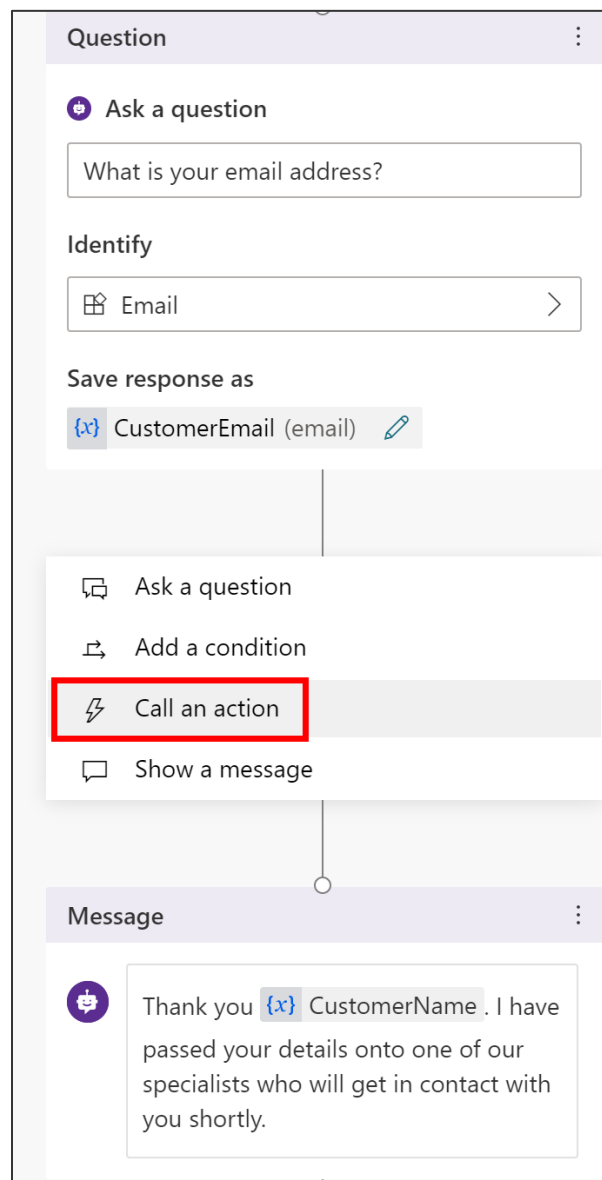 Question
Ask a question
What is your email address?
Identify
Email
Save response as
{x} CustomerEmail (email)
Ask a question
Add a condition
Call an action
Show a message
Message
Thank you {x} CustomerName . I have
passed your details onto one of our
specialists who will get in contact with
you shortly.